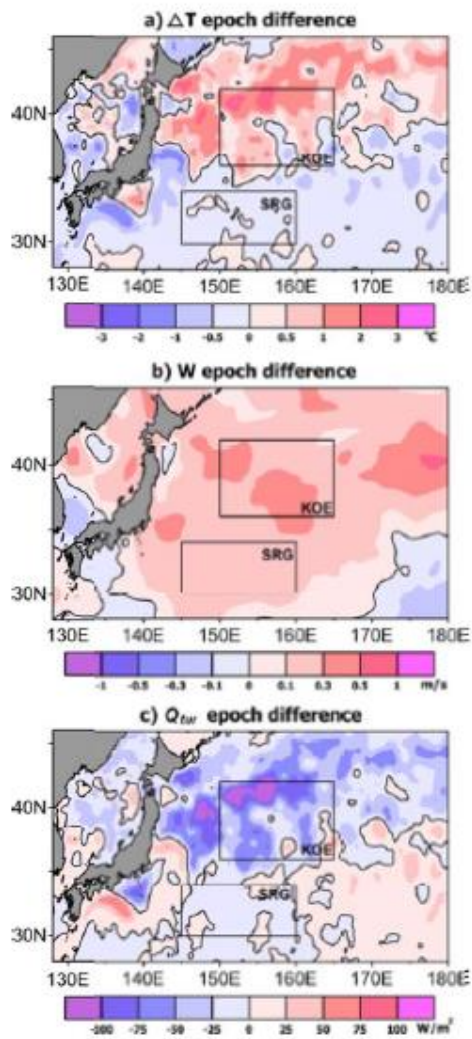 a) △T epoch difference
40N
KOE
SRG
30N
130E 140E 150E 160E 170E 180E
-3 -2 -1 -0.5 0 0.5 1 2 3 ℃
b) W epoch difference
40N
KOE
SRG
30N
130E 140E 150E 160E 170E 180E
-1 -0.5 -0.3 -0.1 0 0.1 0.3 0.5 1 m/s
c) Qtur epoch difference
40N
KOE
SRG
30N
130E 140E 150E 160E 170E 180E
-75 -50 -25 0 25 50 75 100 W/m²